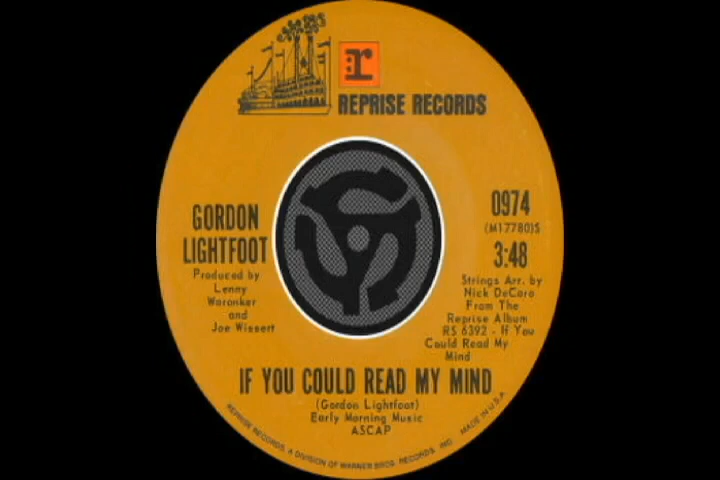 r
REPRISE RECORDS
GORDON
LIGHTFOOT
Produced by
Lenny
Waronker
and
Joe Wissert
0974
(M17780)S
3:48
Strings Arr. by
Nick DeCaro
From The
Reprise Album
RS 6392 - If You
Could Read My
Mind
IF YOU COULD READ MY MIND
(Gordon Lightfoot)
Early Morning Music
ASCAP
REPRISE RECORDS, A DIVISION OF WARNER BROS. RECORDS, INC. MADE IN U.S.A.